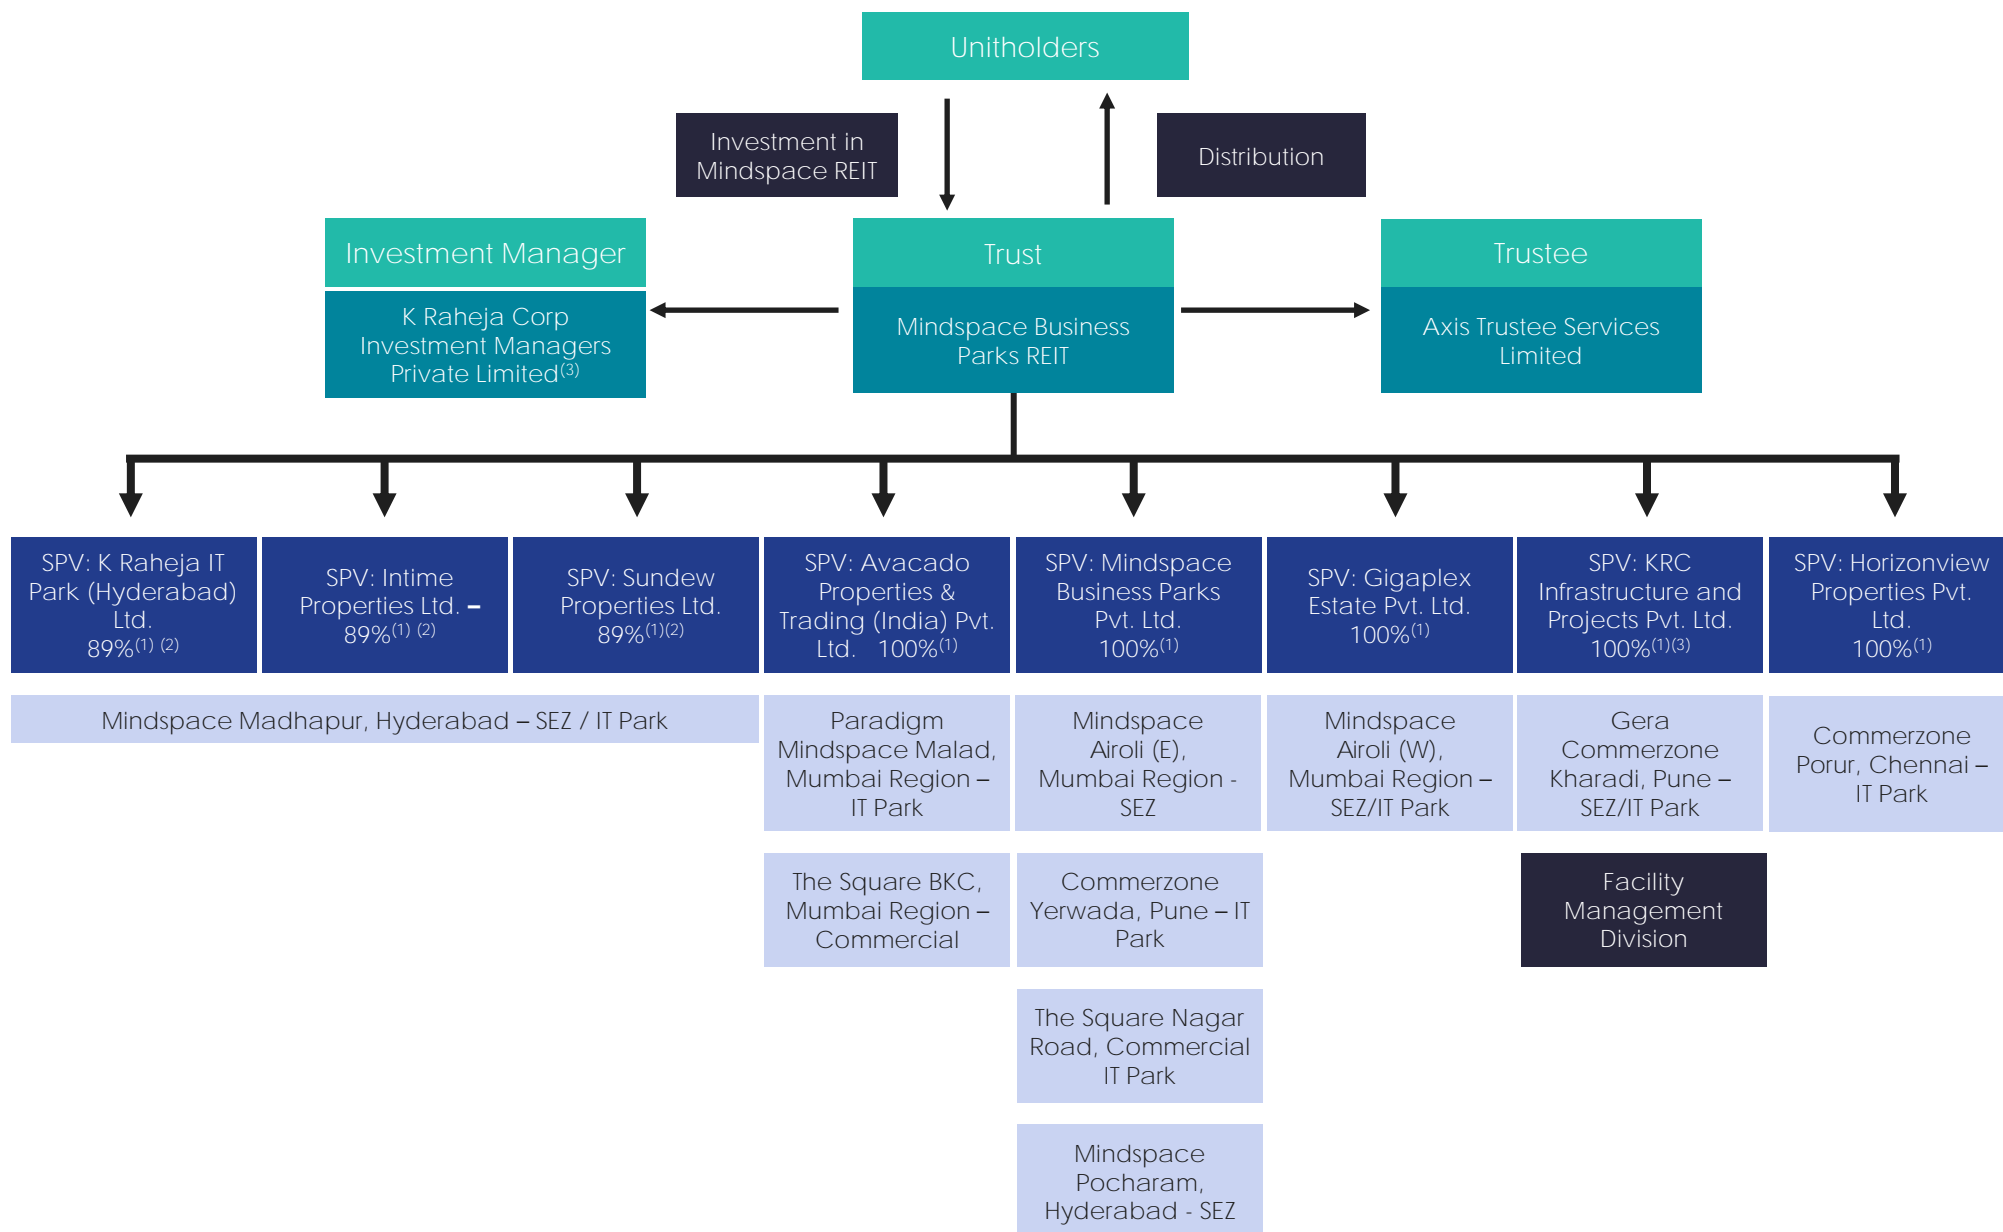 Unitholders
Investment in
Mindspace REIT
Distribution
Investment Manager
K Raheja Corp
Investment Managers
Private Limited(3)
Trust
Mindspace Business
Parks REIT
Trustee
Axis Trustee Services
Limited
SPV: K Raheja IT
Park (Hyderabad)
Ltd.
89%(1) (2)
SPV: Intime
Properties Ltd. –
89%(1) (2)
SPV: Sundew
Properties Ltd.
89%(1)(2)
SPV: Avacado
Properties &
Trading (India) Pvt.
Ltd. 100%(1)
SPV: Mindspace
Business Parks
Pvt. Ltd.
100%(1)
SPV: Gigaplex
Estate Pvt. Ltd.
100%(1)
SPV: KRC
Infrastructure and
Projects Pvt. Ltd.
100%(1)(3)
SPV: Horizonview
Properties Pvt.
Ltd.
100%(1)
Mindspace Madhapur, Hyderabad – SEZ / IT Park
Paradigm
Mindspace Malad,
Mumbai Region –
IT Park
Mindspace
Airoli (E),
Mumbai Region -
SEZ
Mindspace
Airoli (W),
Mumbai Region –
SEZ/IT Park
Gera
Commerzone
Kharadi, Pune –
SEZ/IT Park
Commerzone
Porur, Chennai –
IT Park
The Square BKC,
Mumbai Region –
Commercial
Commerzone
Yerwada, Pune – IT
Park
Facility
Management
Division
The Square Nagar
Road, Commercial
IT Park
Mindspace
Pocharam,
Hyderabad - SEZ